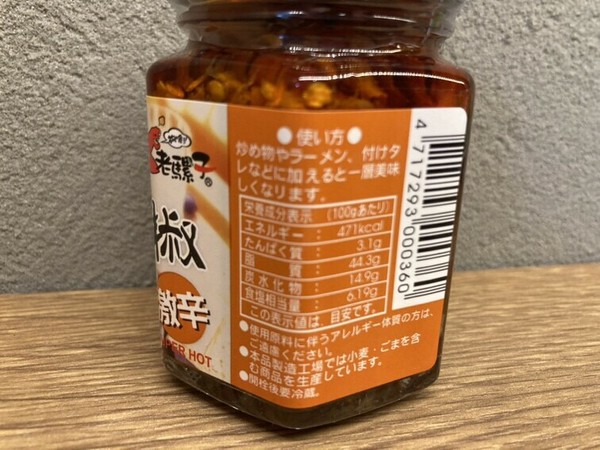 老騾子®
椒
激辛
ER HOT
●使い方●
炒め物やラーメン、付けタ
レなどに加えると一層美味
しくなります。
栄養成分表示 (100gあたり)
エネルギー・471kcal
たんぱく質・3.1g
脂質・44.3g
炭水化物・14.9g
食塩相当量・6.19g
この表示値は、目安です。
●使用原料に伴うアレルギー体質の方は、
ご遠慮ください。
●本品製造工場では小麦・ごまを含
む商品を生産しています。
●開栓後要冷蔵。
4 717293 000360